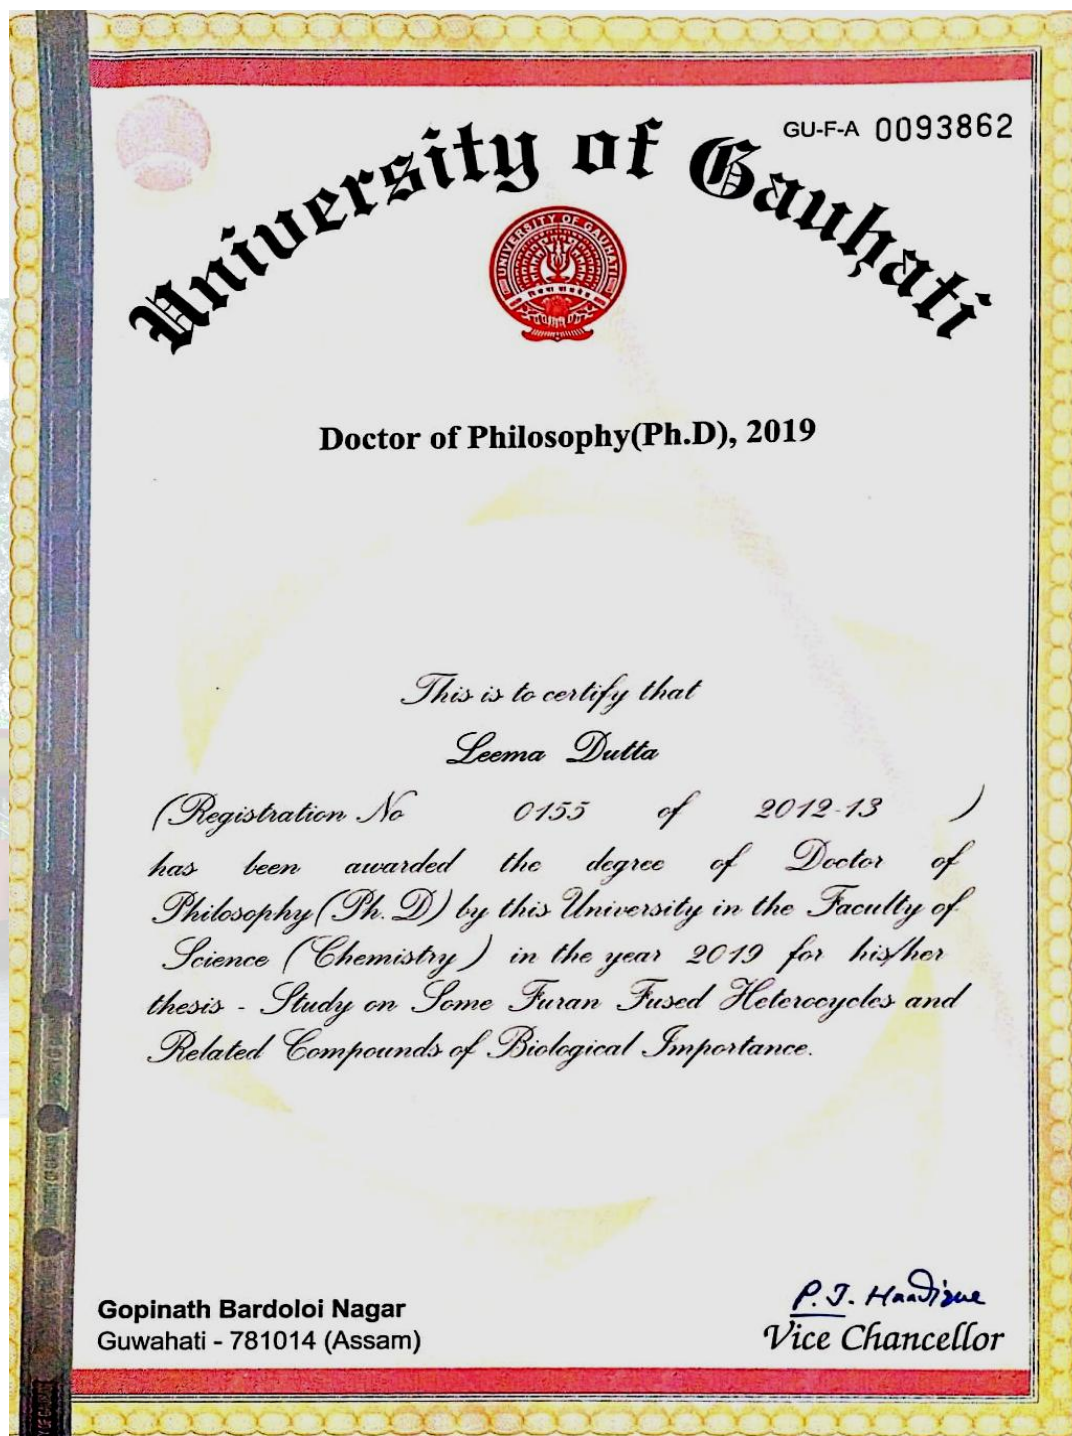 GU-F-A 0093862
University of Gauhati
UNIVERSITY OF GAUHATI
Doctor of Philosophy(Ph.D), 2019
This is to certify that
Leema Dutta
(Registration No 0155 of 2012-13 )
has been awarded the degree of Doctor of
Philosophy(Ph. D) by this University in the Faculty of
Science (Chemistry) in the year 2019 for his/her
thesis - Study on Some Furan Fused Heterocycles and
Related Compounds of Biological Importance.
Gopinath Bardoloi Nagar
Guwahati - 781014 (Assam)
P. J. Handique
Vice Chancellor